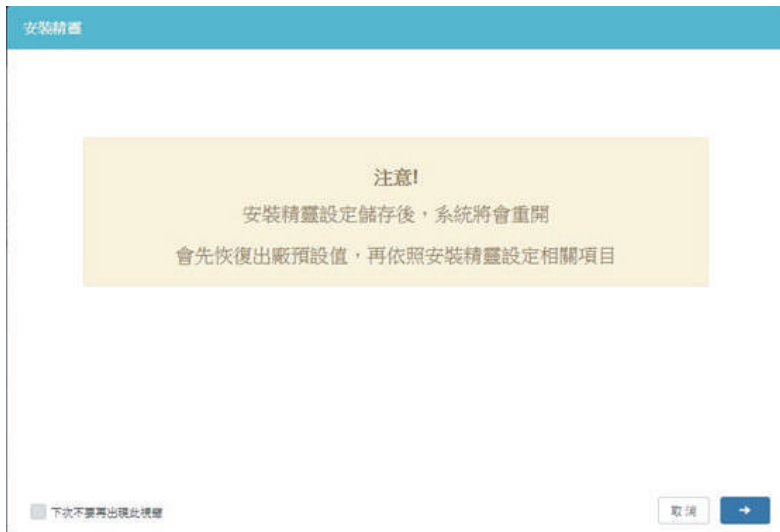 安裝精靈
注意!
安裝精靈設定儲存後，系統將會重開
會先恢復出廠預設值，再依照安裝精靈設定相關項目
下次不要再出現此視窗
取消